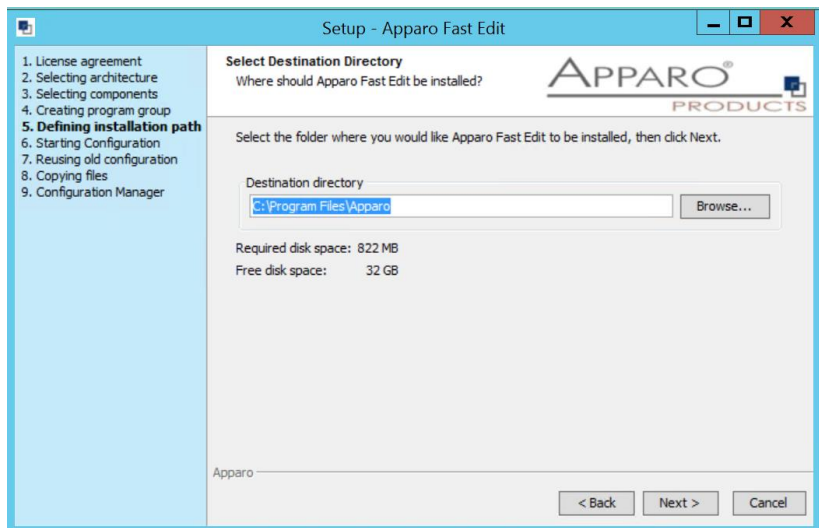 Setup - Apparo Fast Edit
1. License agreement
2. Selecting architecture
3. Selecting components
4. Creating program group
5. Defining installation path
6. Starting Configuration
7. Reusing old configuration
8. Copying files
9. Configuration Manager
Select Destination Directory
Where should Apparo Fast Edit be installed?
APPARO®
PRODUCTS
Select the folder where you would like Apparo Fast Edit to be installed, then click Next.
Destination directory
C:\Program Files\Apparo
Browse...
Required disk space: 822 MB
Free disk space: 32 GB
Apparo
< Back
Next >
Cancel